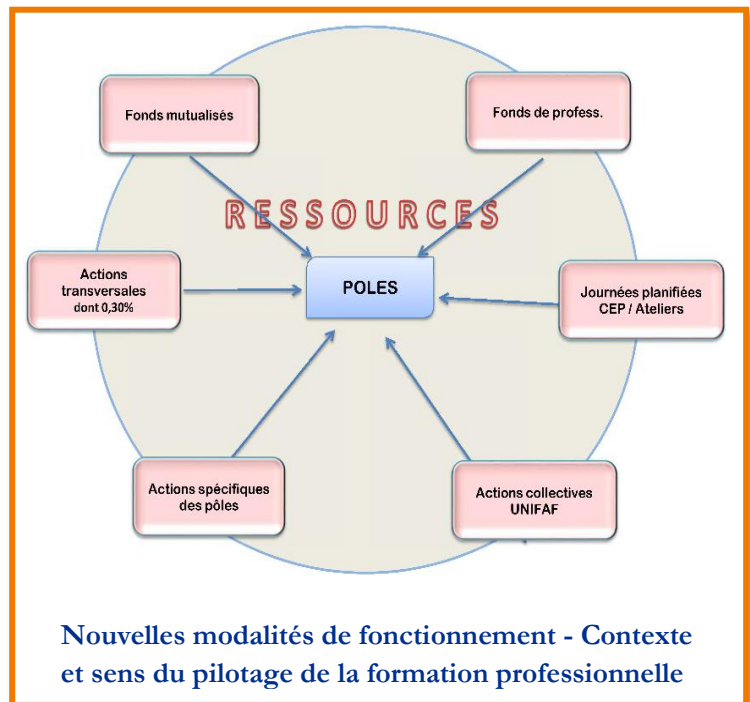 Fonds mutualisés
Fonds de profess.
RESSOURCES
Actions
transversales
dont 0,30%
POLES
Journées planifiées
CEP / Ateliers
Actions spécifiques
des pôles
Actions collectives
UNIFAF
Nouvelles modalités de fonctionnement - Contexte
et sens du pilotage de la formation professionnelle